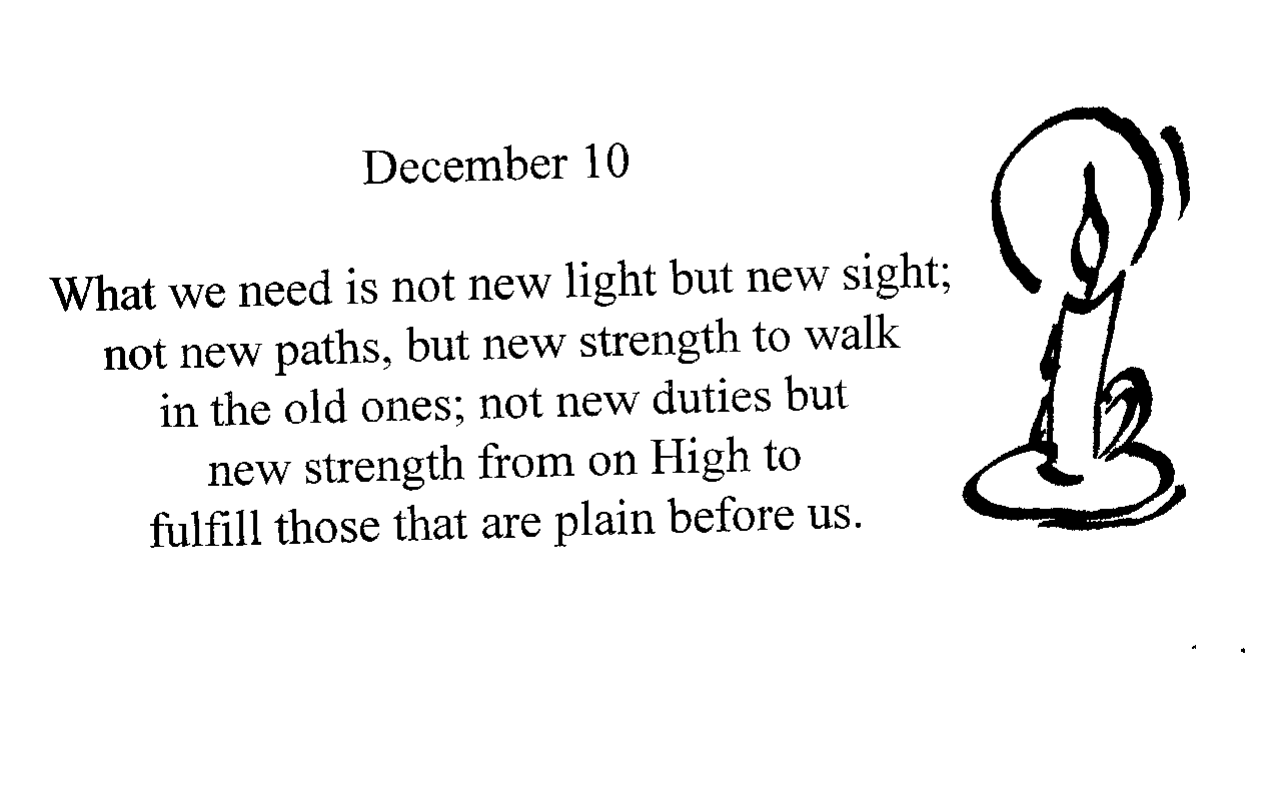 December 10
What we need is not new light but new sight;
not new paths, but new strength to walk
in the old ones; not new duties but
new strength from on High to
fulfill those that are plain before us.